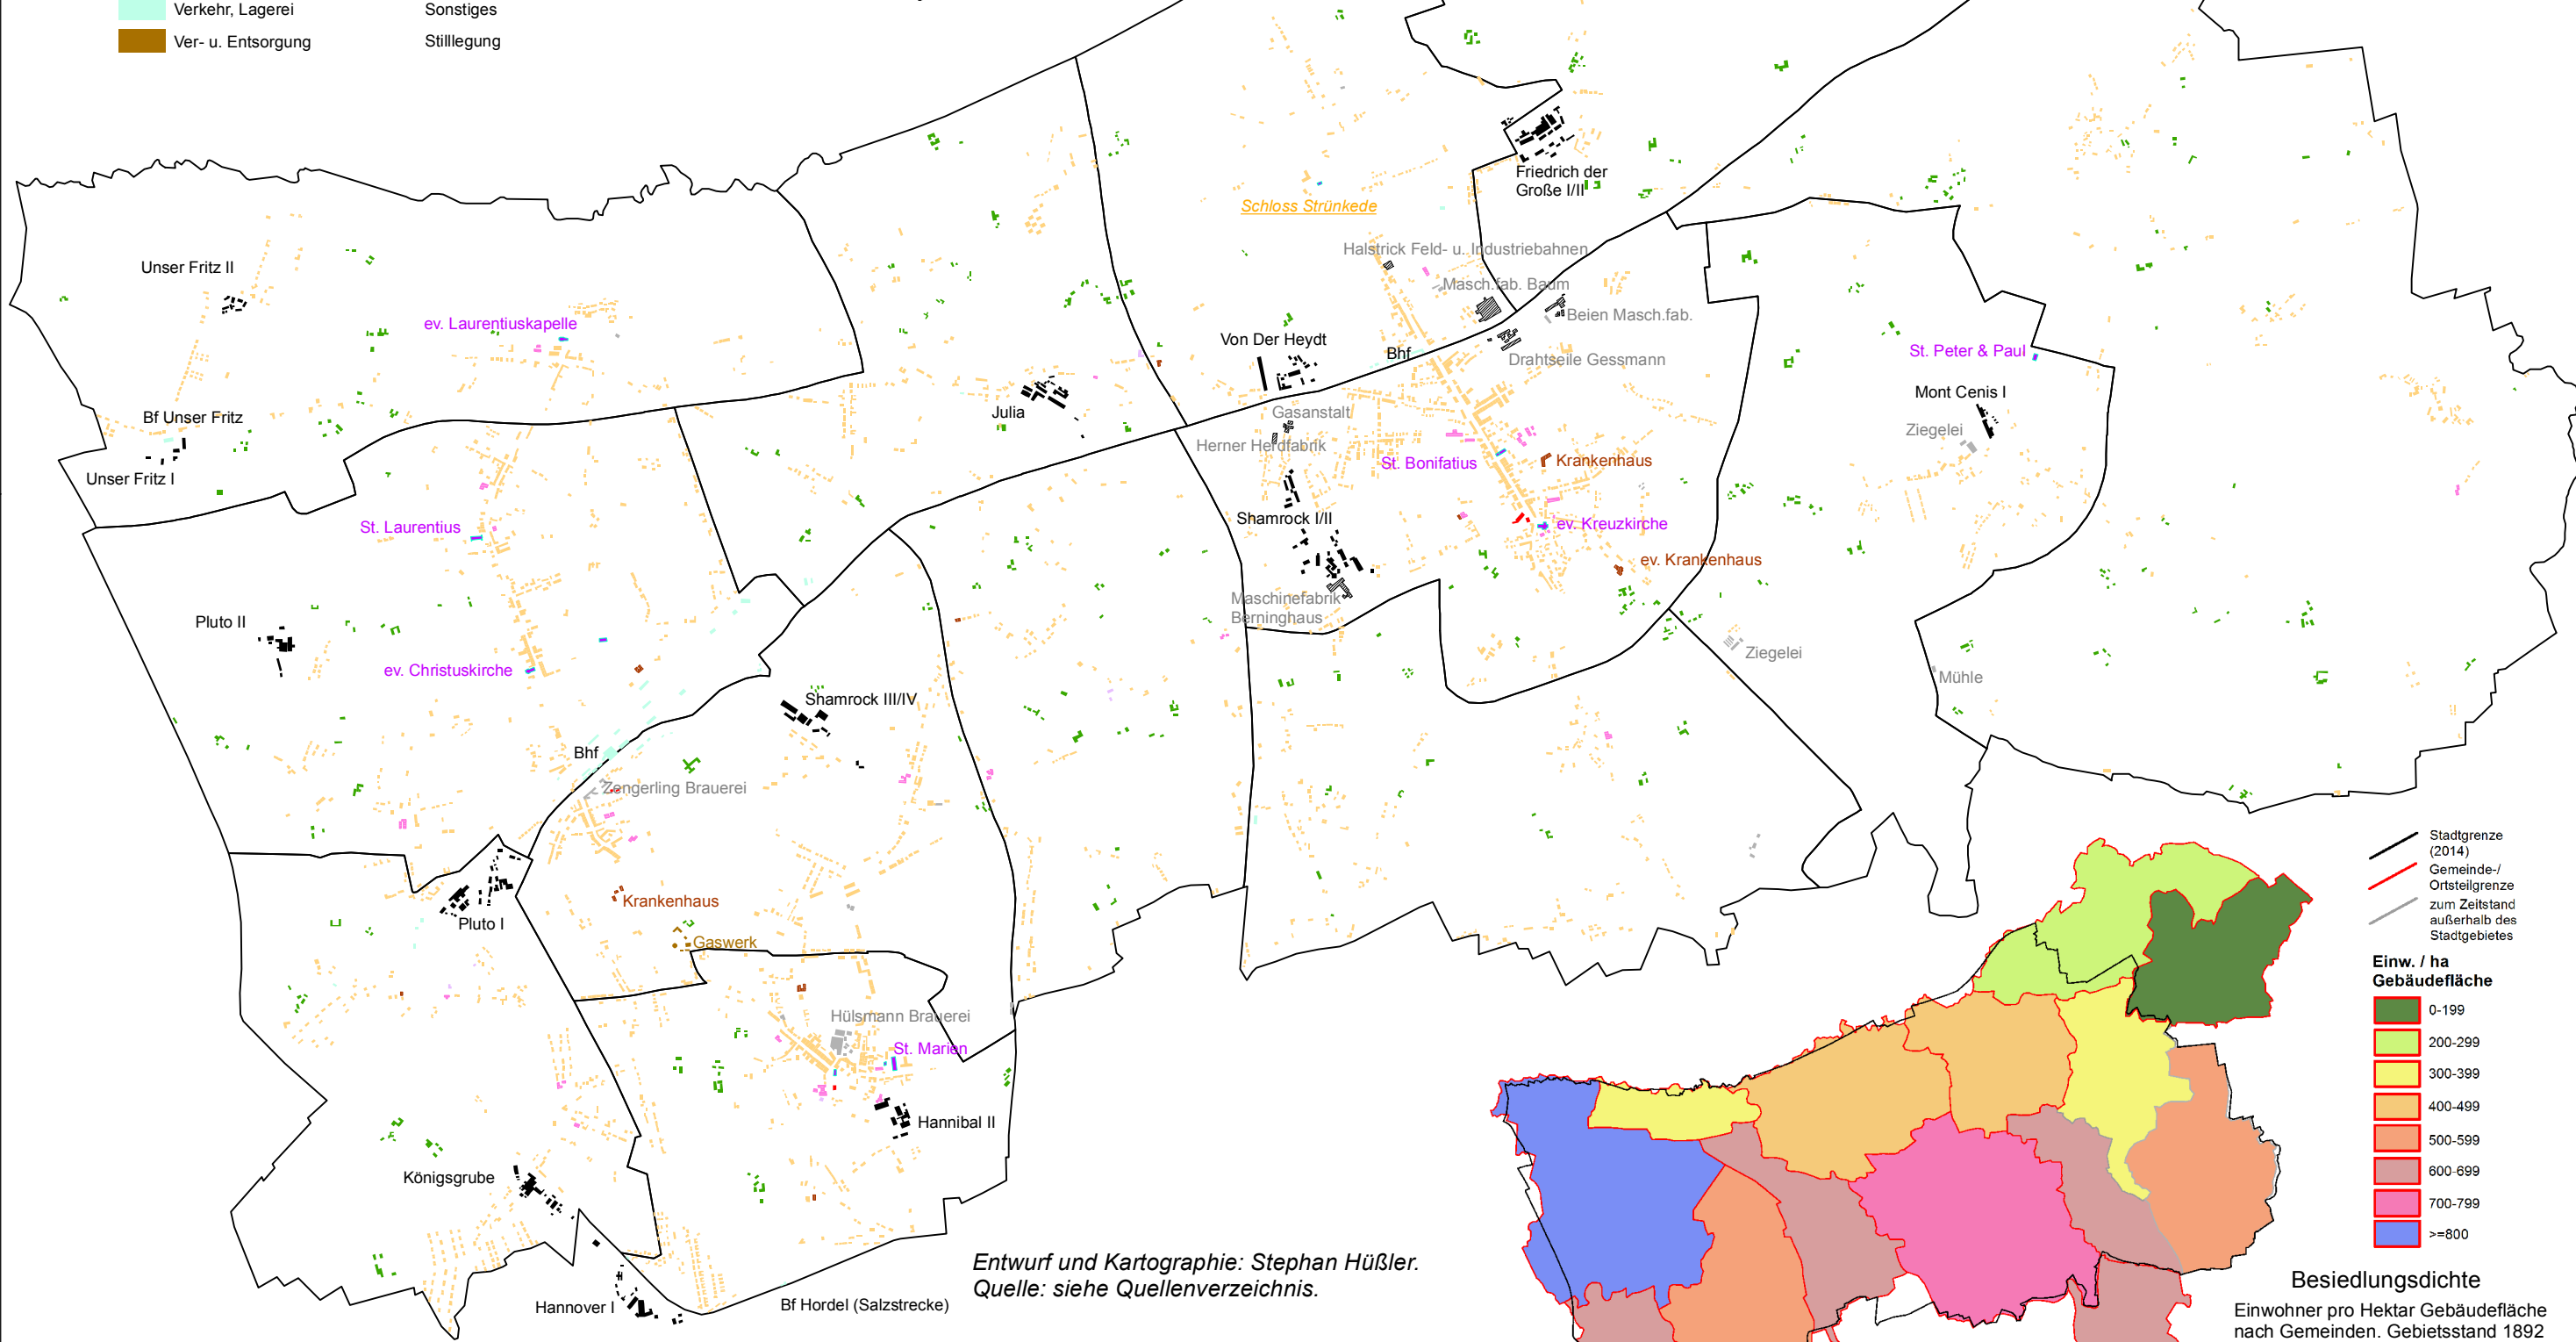 Verkehr, Lagerei
Sonstiges
Ver- u. Entsorgung
Stilllegung
Friedrich der
Große I/II
Schloss Strünkede
Halstrick Feld- u. Industriebahnen
Unser Fritz II
Masch.fab. Baum
Beien Masch.fab.
ev. Laurentiuskapelle
Von Der Heydt
Bhf
Drahtseile Gessmann
St. Peter & Paul
Mont Cenis I
Julia
Gasanstalt
Bf Unser Fritz
Ziegelei
Herner Herdfabrik
St. Bonifatius
Krankenhaus
Unser Fritz I
St. Laurentius
Shamrock I/II
ev. Kreuzkirche
ev. Krankenhaus
Maschinefabrik
Berninghaus
Pluto II
Ziegelei
ev. Christuskirche
Mühle
Shamrock III/IV
Bhf
Zengerling Brauerei
Krankenhaus
Pluto I
Gaswerk
Hülsmann Brauerei
St. Marien
Hannibal II
Königsgrube
Hannover I
Bf Hordel (Salzstrecke)
Entwurf und Kartographie: Stephan Hüßler.
Quelle: siehe Quellenverzeichnis.
Stadtgrenze
(2014)
Gemeinde-/
Ortsteilgrenze
zum Zeitstand
außerhalb des
Stadtgebietes
Einw. / ha
Gebäudefläche
0-199
200-299
300-399
400-499
500-599
600-699
700-799
>=800
Besiedlungsdichte
Einwohner pro Hektar Gebäudefläche
nach Gemeinden. Gebietsstand 1892